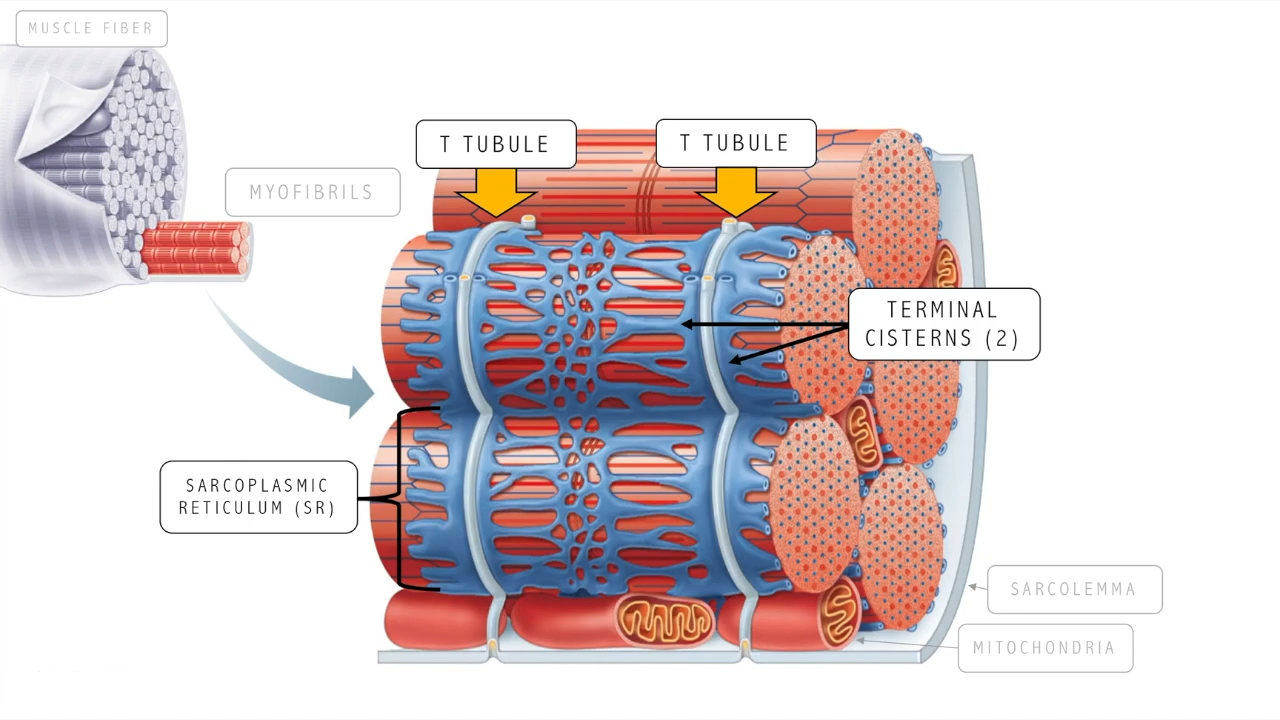 MUSCLE FIBER
T TUBULE
T TUBULE
MYOFIBRILS
TERMINAL
CISTERNS (2)
SARCOPLASMIC
RETICULUM (SR)
SARCOLEMMA
MITOCHONDRIA